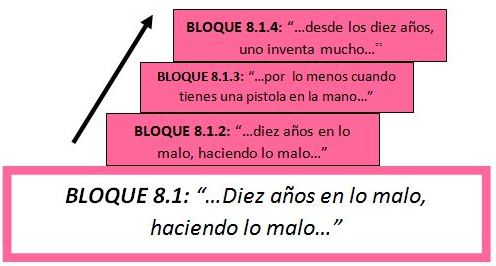 BLOQUE 8.1.4: “…desde los diez años,
uno inventa mucho…”
BLOQUE 8.1.3: “…por lo menos cuando
tienes una pistola en la mano…”
BLOQUE 8.1.2: “…diez años en lo
malo, haciendo lo malo…”
BLOQUE 8.1: “…Diez años en lo malo,
haciendo lo malo…”